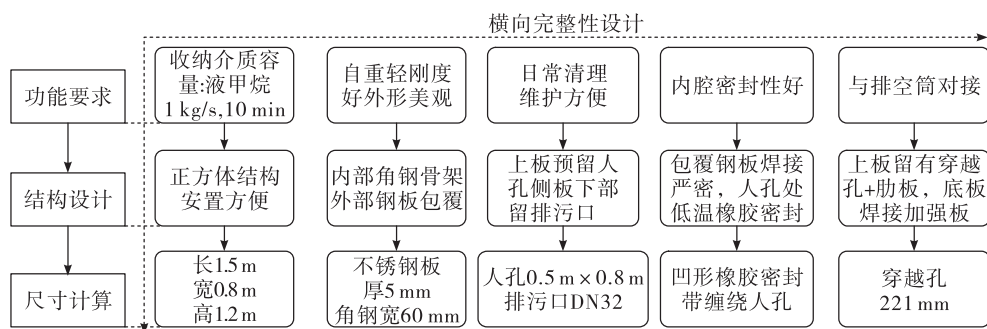 横向完整性设计
功能要求
收纳介质容
量:液甲烷
1 kg/s,10 min
自重轻刚度
好外形美观
日常清理
维护方便
内腔密封性好
与排空筒对接
结构设计
正方体结构
安置方便
内部角钢骨架
外部钢板包覆
上板预留人
孔侧板下部
留排污口
包覆钢板焊接
严密，人孔处
低温橡胶密封
上板留有穿越
孔+肋板，底板
焊接加强板
尺寸计算
长1.5 m
宽0.8 m
高1.2 m
不锈钢板
厚5 mm
角钢宽60 mm
人孔0.5 m×0.8 m
排污口DN32
凹形橡胶密封
带缠绕人孔
穿越孔
221 mm